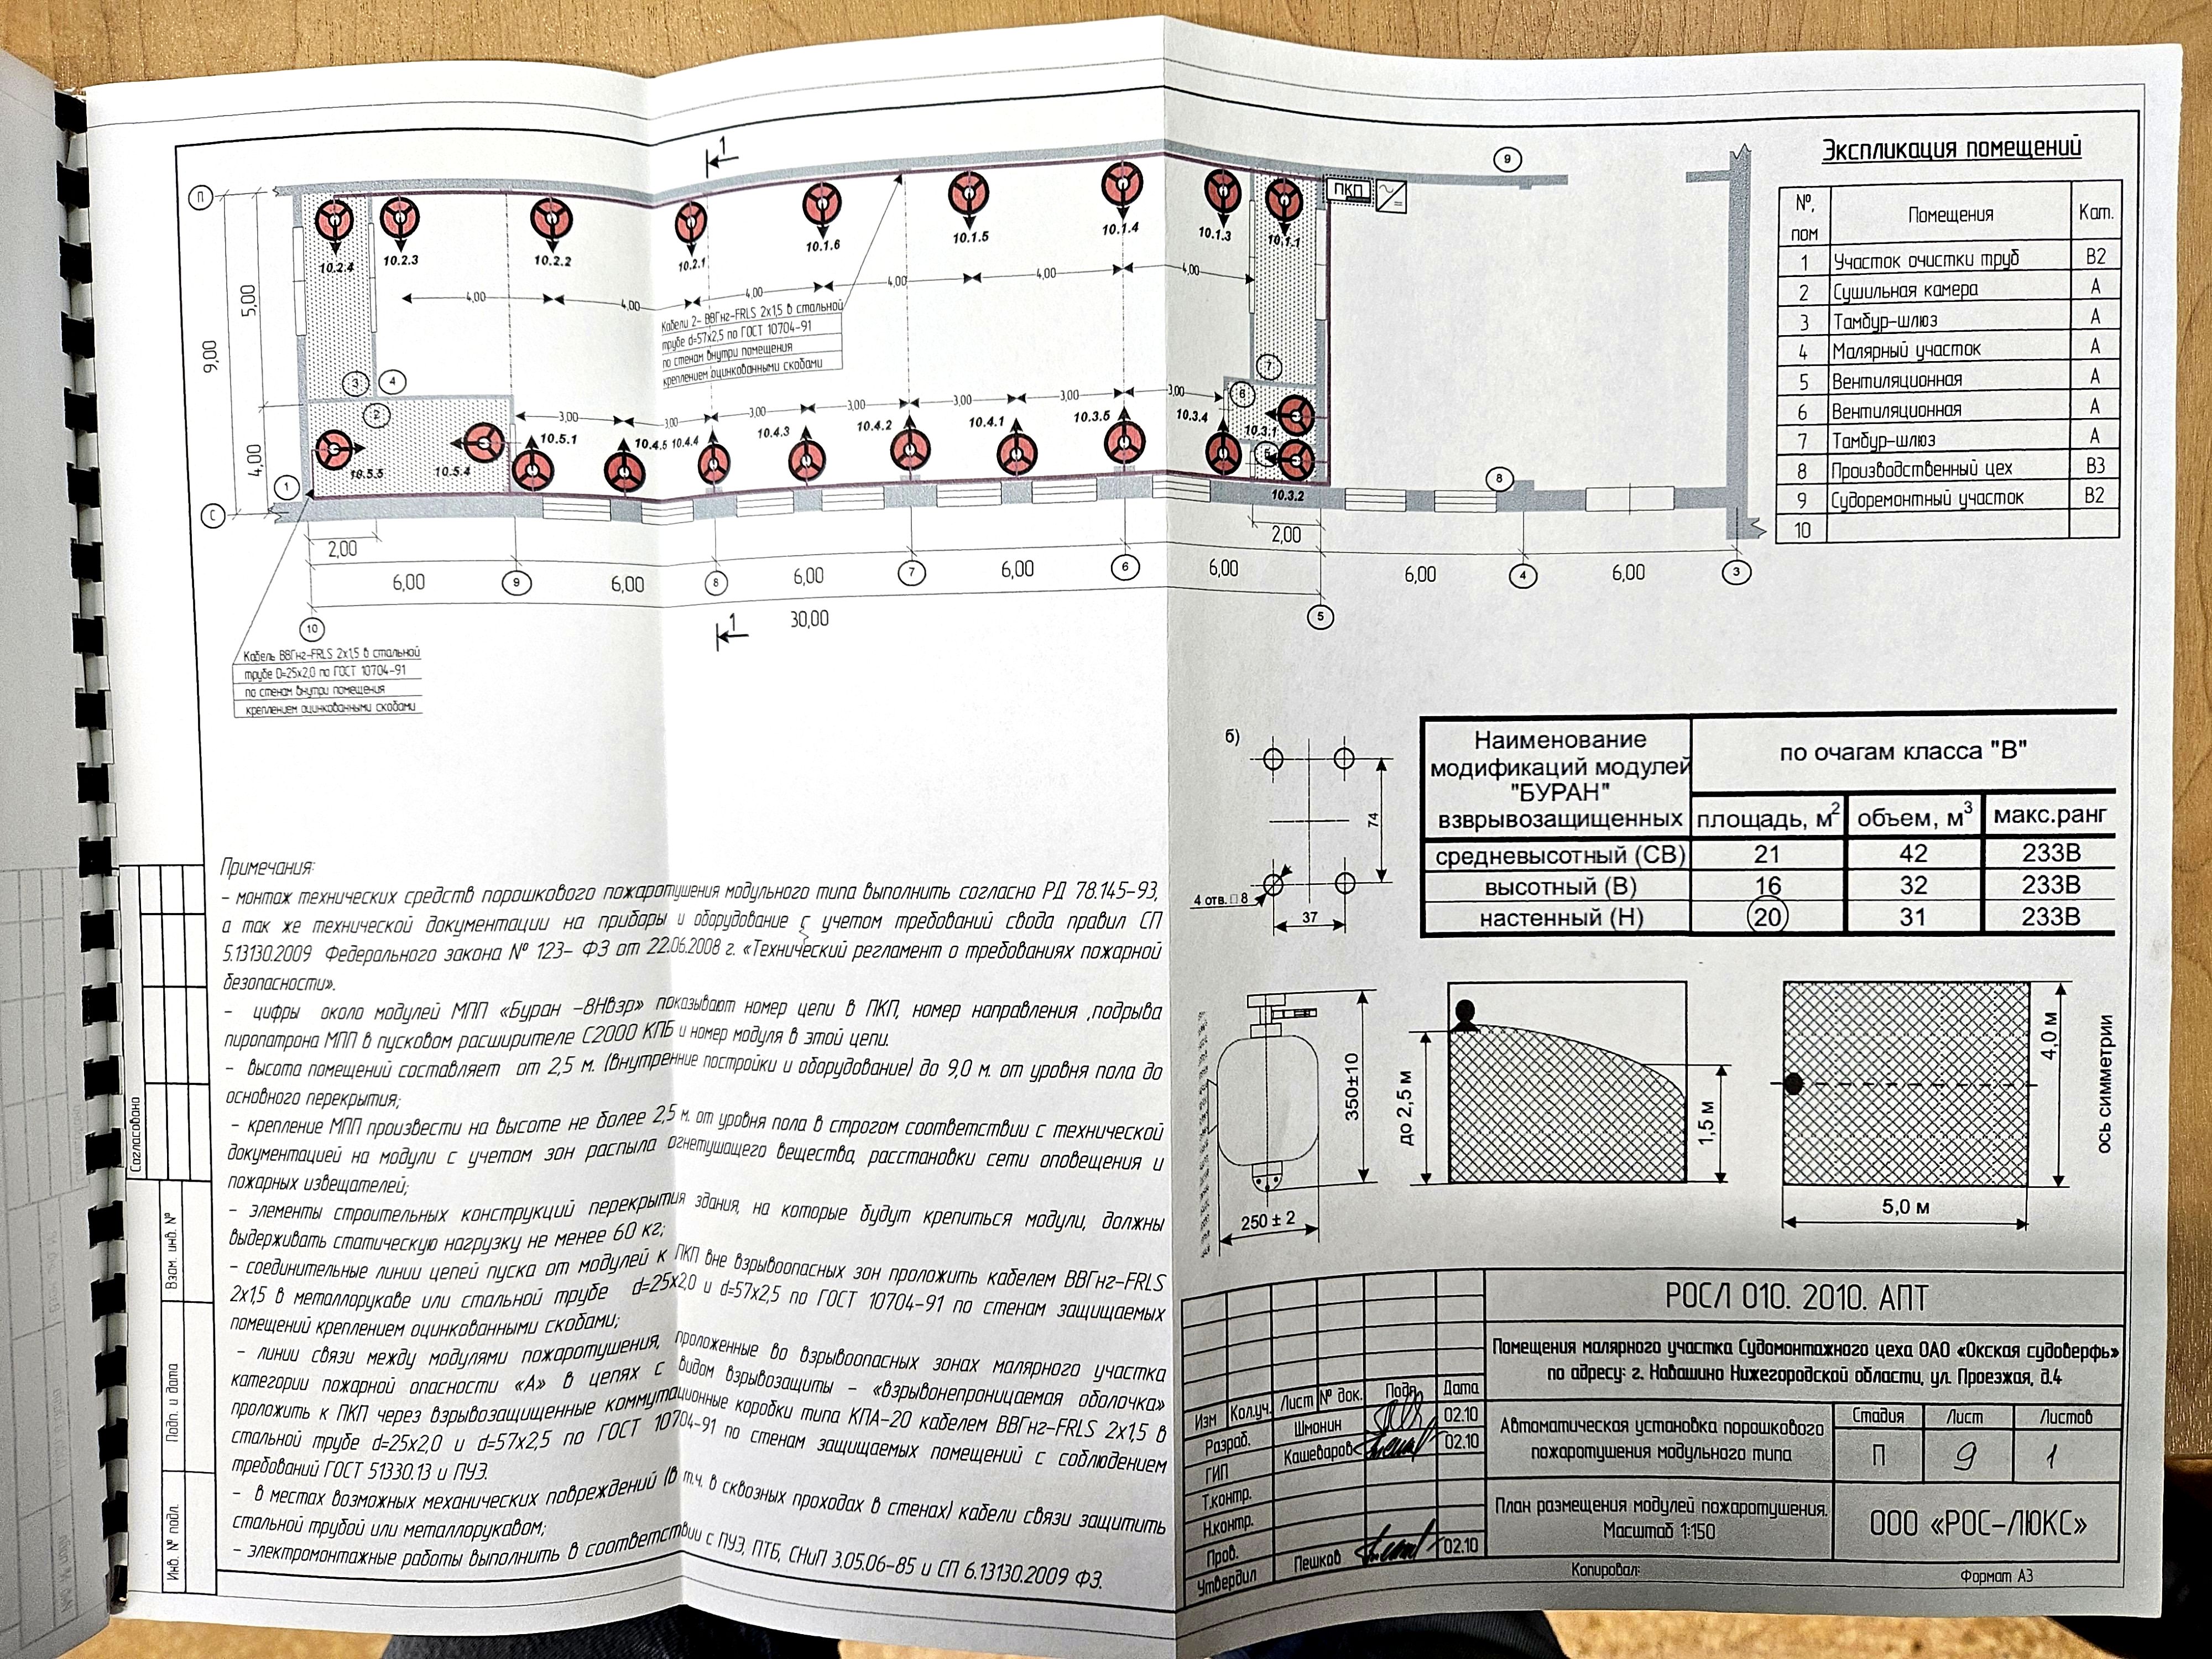 1
9
П
ПКП
10.2.4
10.2.3
10.2.2
10.2.1
10.1.6
10.1.5
10.1.4
10.1.3
10.1.1
4,00
4,00
4,00
4,00
4,00
4,00
5,00
9,00
4,00
Кабели 2- ВВГнг-FRLS 2х1,5 в стальной
трубе d=57х2,5 по ГОСТ 10704-91
по стенам внутри помещения
креплением оцинкованными скобами
3
4
2
7
6
3,00
3,00
3,00
3,00
3,00
3,00
3,00
10.5.5
10.5.4
10.5.1
10.4.5
10.4.4
10.4.3
10.4.2
10.4.1
10.3.5
10.3.4
10.3.1
10.3.2
1
С
8
2,00
2,00
6,00
9
6,00
8
6,00
7
6,00
6
6,00
6,00
4
6,00
3
10
1
30,00
5
Кабель ВВГнг-FRLS 2х1,5 в стальной
трубе D=25х2,0 по ГОСТ 10704-91
по стенам внутри помещения
креплением оцинкованными скобами
Экспликация помещений
№, пом Помещения Кат.
1 Участок очистки труб В2
2 Сушильная камера А
3 Тамбур-шлюз А
4 Малярный участок А
5 Вентиляционная А
6 Вентиляционная А
7 Тамбур-шлюз А
8 Производственный цех В3
9 Судоремонтный участок В2
10
б)
74
4 отв. □8
37
Наименование
модификаций модулей
"БУРАН"
взврывозащищенных
по очагам класса "В"
площадь, м2 объем, м3 макс.ранг
средневысотный (СВ) 21 42 233В
высотный (В) 16 32 233В
настенный (Н) 20 31 233В
350±10
250 ± 2
до 2,5 м
1,5 м
4,0 м
5,0 м
ось симметрии
Примечания:
- монтаж технических средств порошкового пожаротушения модульного типа выполнить согласно РД 78.145-93,
а так же технической документации на приборы и оборудование с учетом требований свода правил СП
5.13130.2009 Федерального закона № 123- ФЗ от 22.06.2008 г. «Технический регламент о требованиях пожарной
безопасности».
- цифры около модулей МПП «Буран -8Нвзр» показывают номер цепи в ПКП, номер направления ,подрыва
пиропатрона МПП в пусковом расширителе С2000 КПБ и номер модуля в этой цепи.
- высота помещений составляет от 2,5 м. (внутренние постройки и оборудование) до 9,0 м. от уровня пола до
основного перекрытия;
- крепление МПП произвести на высоте не более 2,5 м. от уровня пола в строгом соответствии с технической
документацией на модули с учетом зон распыла огнетушащего вещества, расстановки сети оповещения и
пожарных извещателей;
- элементы строительных конструкций перекрытия здания, на которые будут крепиться модули, должны
выдерживать статическую нагрузку не менее 60 кг;
- соединительные линии цепей пуска от модулей к ПКП вне взрывоопасных зон проложить кабелем ВВГнг-FRLS
2х1,5 в металлорукаве или стальной трубе d=25х2,0 и d=57х2,5 по ГОСТ 10704-91 по стенам защищаемых
помещений креплением оцинкованными скобами;
- линии связи между модулями пожаротушения, проложенные во взрывоопасных зонах малярного участка
категории пожарной опасности «А» в цепях с видом взрывозащиты - «взрывонепроницаемая оболочка»
проложить к ПКП через взрывозащищенные коммутационные коробки типа КПА-20 кабелем ВВГнг-FRLS 2х1,5 в
стальной трубе d=25х2,0 и d=57х2,5 по ГОСТ 10704-91 по стенам защищаемых помещений с соблюдением
требований ГОСТ 51330.13 и ПУЭ.
- в местах возможных механических повреждений (в т.ч. в сквозных проходах в стенах) кабели связи защитить
стальной трубой или металлорукавом;
- электромонтажные работы выполнить в соответствии с ПУЭ, ПТБ, СНиП 3.05.06-85 и СП 6.13130.2009 ФЗ.
Согласовано
Взам. инв. №
Подп. и дата
Инв. № подл.
РОСЛ 010. 2010. АПТ
Помещения малярного участка Судомонтажного цеха ОАО «Окская судоверфь»
по адресу: г. Навашино Нижегородской области, ул. Проезжая, д.4
Изм Кол.уч. Лист № док. Подп. Дата
Разраб. Шмонин 02.10
ГИП Кашеваров 02.10
Т.контр.
Н.контр.
Пров.
Утвердил Пешков 02.10
Автоматическая установка порошкового
пожаротушения модульного типа
Стадия Лист Листов
П 9 1
План размещения модулей пожаротушения.
Масштаб 1:150
ООО «РОС-ЛЮКС»
Копировал:
Формат А3